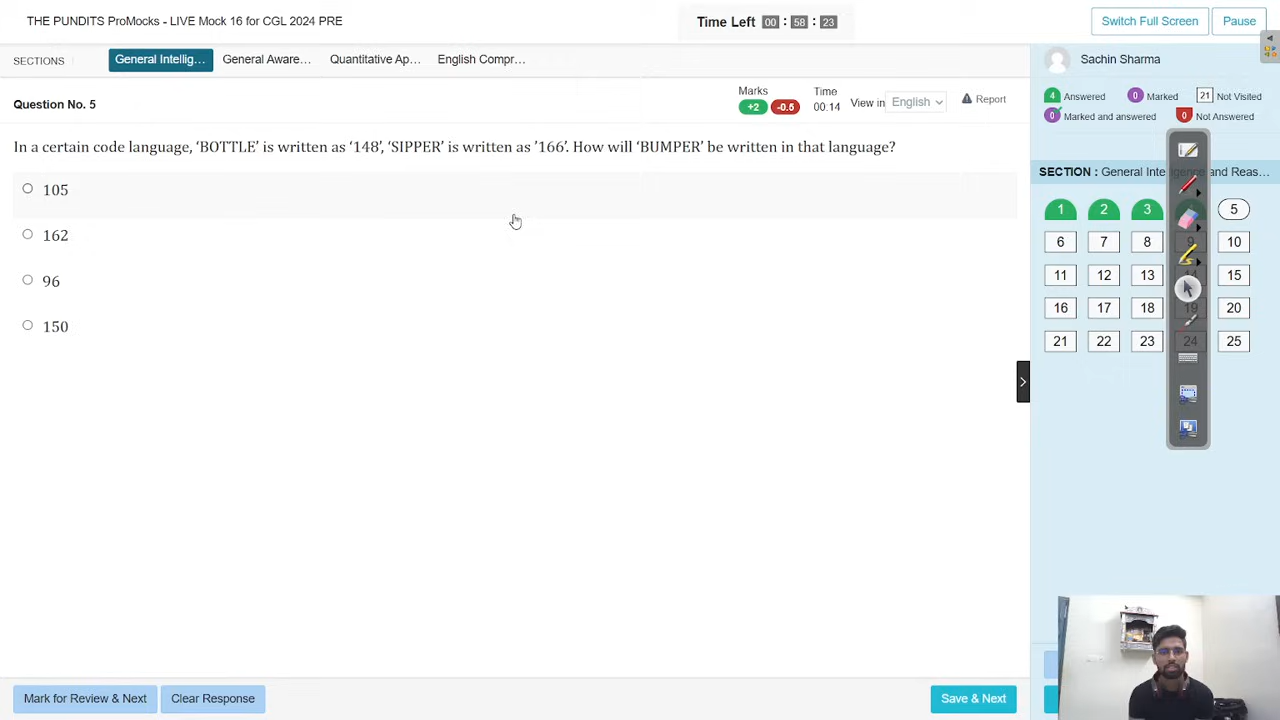 THE PUNDITS ProMocks - LIVE Mock 16 for CGL 2024 PRE
Time Left 00 : 58 : 23
Switch Full Screen
Pause
SECTIONS
General Intellig...
General Aware...
Quantitative Ap...
English Compr...
Sachin Sharma
Question No. 5
Marks
+2 -0.5
Time
00:14
View in English
Report
4 Answered
0 Marked
21 Not Visited
0 Marked and answered
0 Not Answered
In a certain code language, ‘BOTTLE’ is written as ‘148’, ‘SIPPER’ is written as ’166’. How will ‘BUMPER’ be written in that language?
105
162
96
150
SECTION : General Intelligence and Reas...
1 2 3 5
6 7 8 9 10
11 12 13 14 15
16 17 18 19 20
21 22 23 24 25
Mark for Review & Next
Clear Response
Save & Next